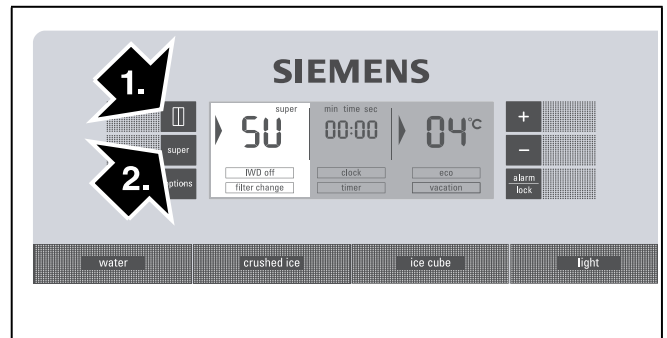 SIEMENS
1.
super
min time sec
SU
00:00
04°C
+
super
−
2.
ptions
IWD off
clock
eco
alarm
lock
filter change
timer
vacation
water
crushed ice
ice cube
light